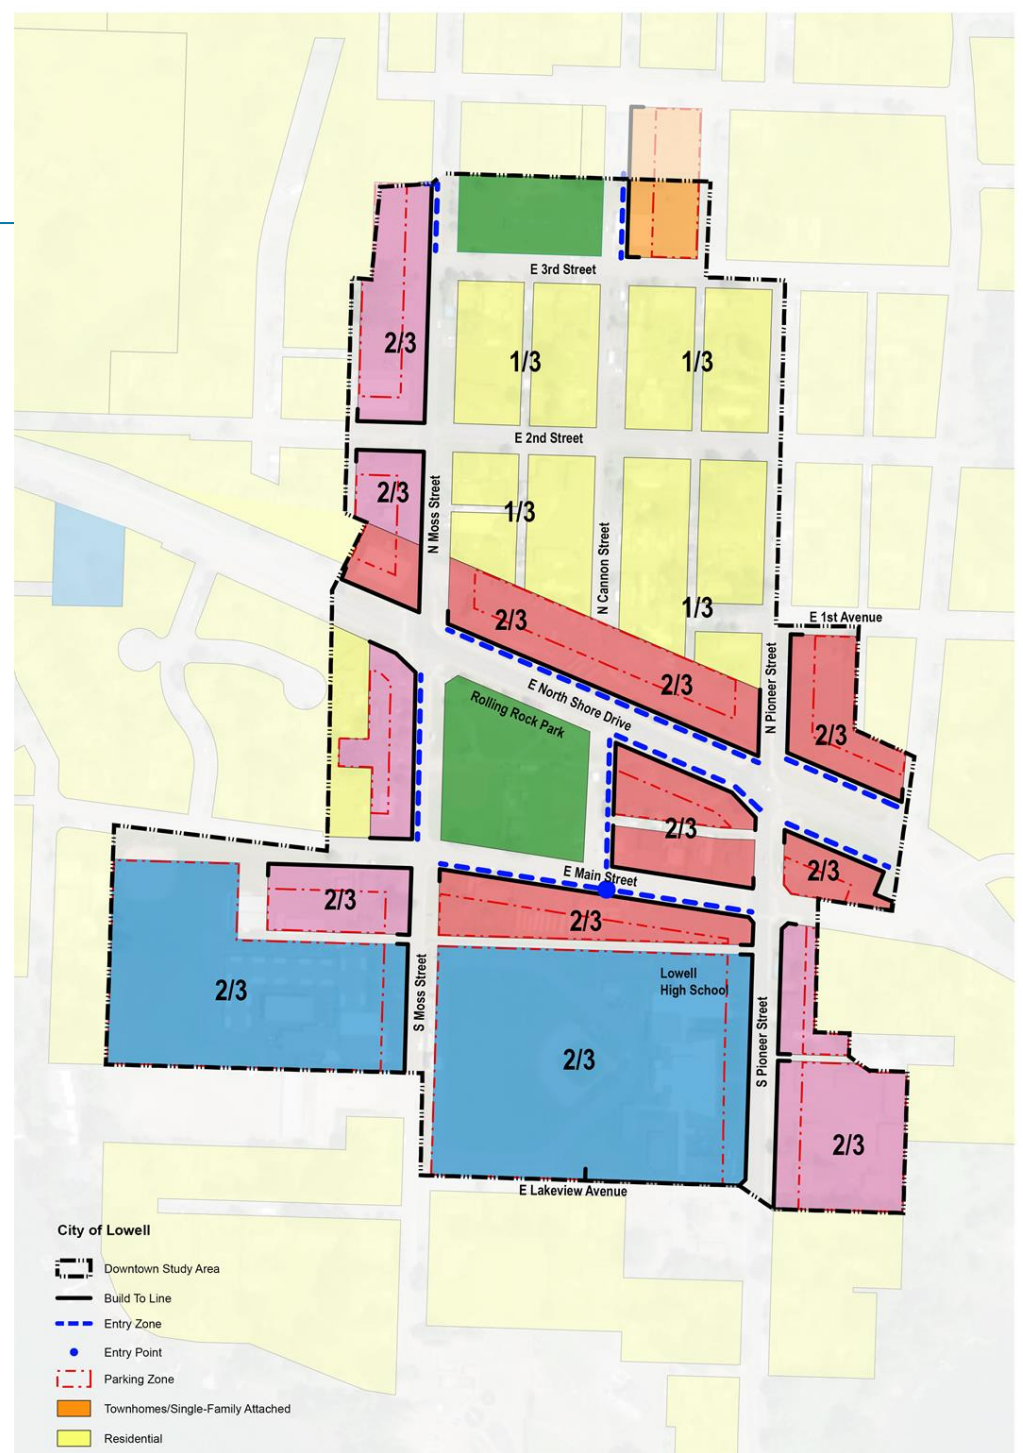 E 3rd Street
2/3
1/3
1/3
E 2nd Street
2/3
N Moss Street
1/3
N Cannon Street
1/3
2/3
E 1st Avenue
2/3
N Pioneer Street
E North Shore Drive
Rolling Rock Park
2/3
2/3
E Main Street
2/3
2/3
2/3
Lowell
High School
S Moss Street
2/3
S Pioneer Street
2/3
2/3
E Lakeview Avenue
City of Lowell
Downtown Study Area
Build To Line
Entry Zone
Entry Point
Parking Zone
Townhomes/Single-Family Attached
Residential